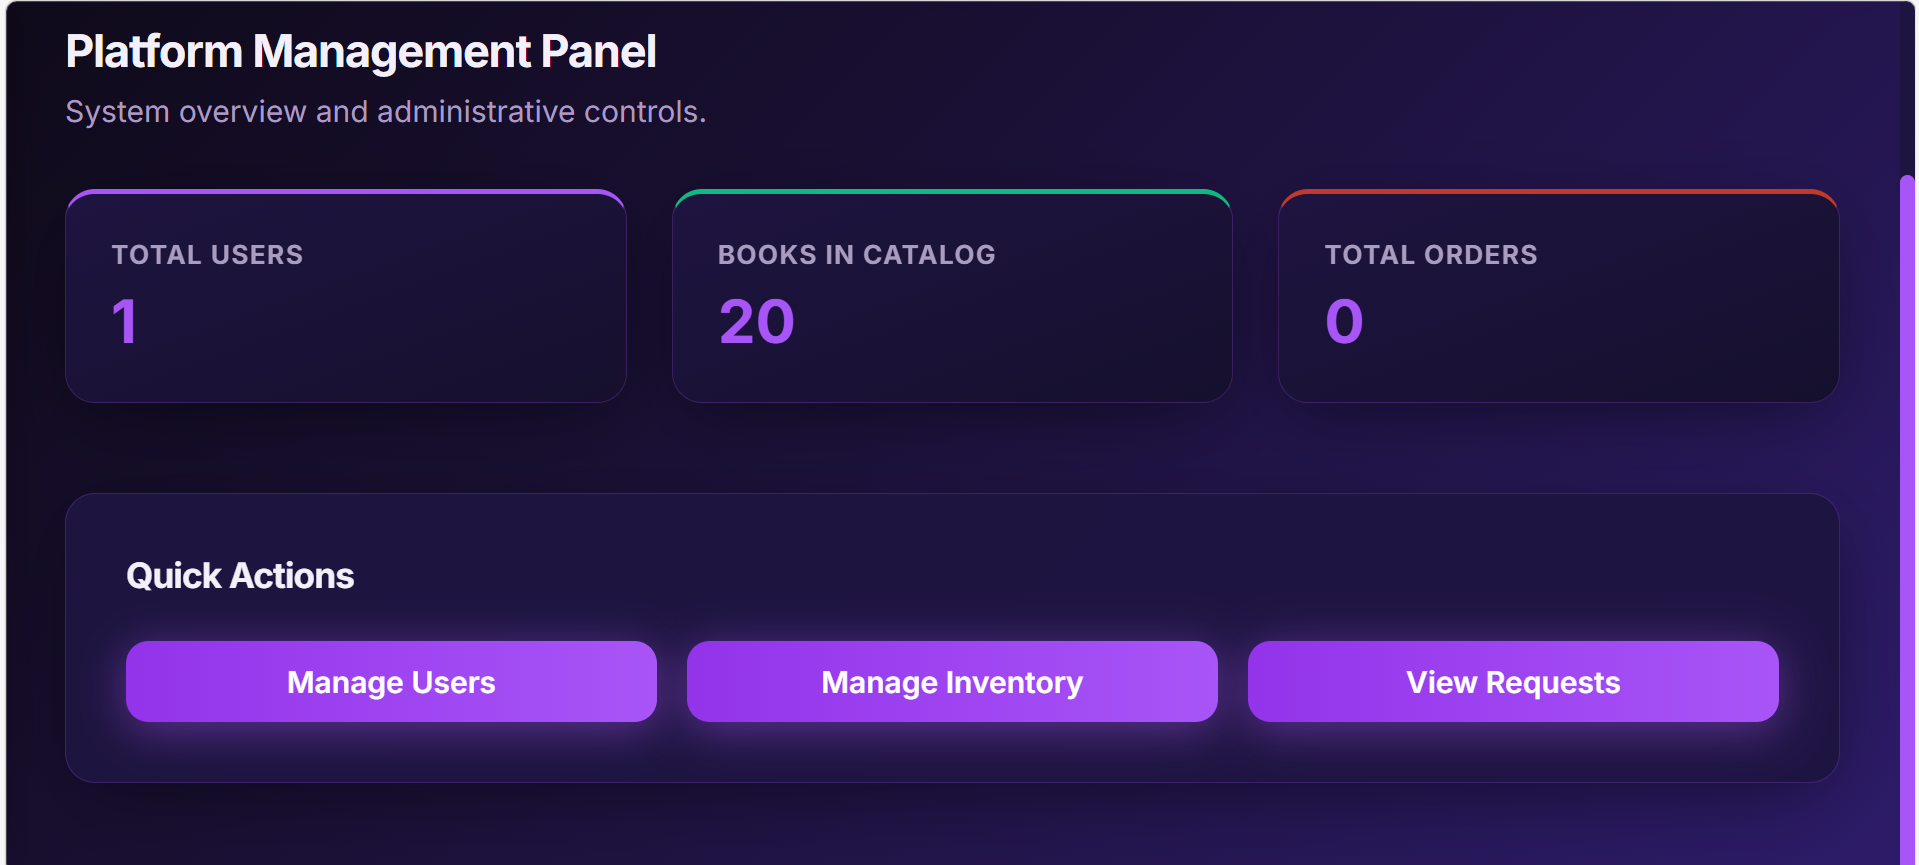 Platform Management Panel
System overview and administrative controls.
TOTAL USERS
1
BOOKS IN CATALOG
20
TOTAL ORDERS
0
Quick Actions
Manage Users
Manage Inventory
View Requests